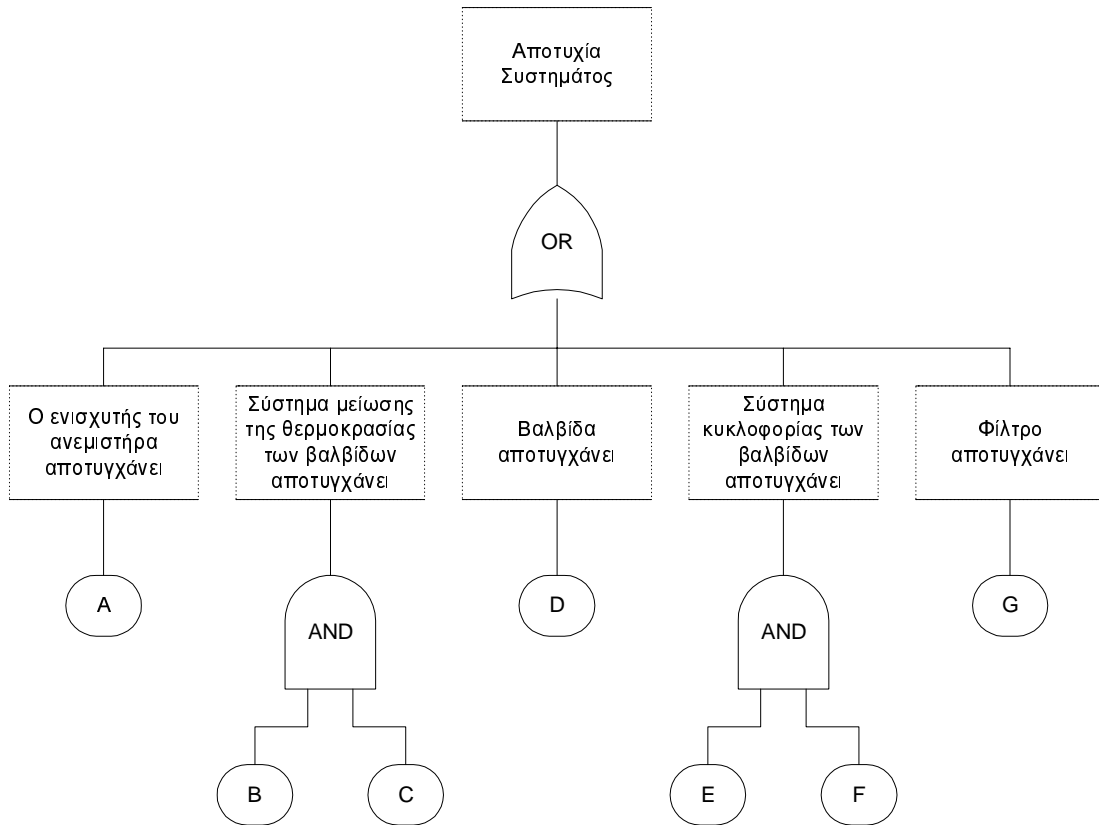 Αποτυχία
Συστημάτος
OR
Ο ενισχυτής του
ανεμιστήρα
αποτυγχάνει
Σύστημα μείωσης
της θερμοκρασίας
των βαλβίδων
αποτυγχάνει
Βαλβίδα
αποτυγχάνει
Σύστημα
κυκλοφορίας των
βαλβίδων
αποτυγχάνει
Φίλτρο
αποτυγχάνει
A
AND
D
AND
G
B
C
E
F